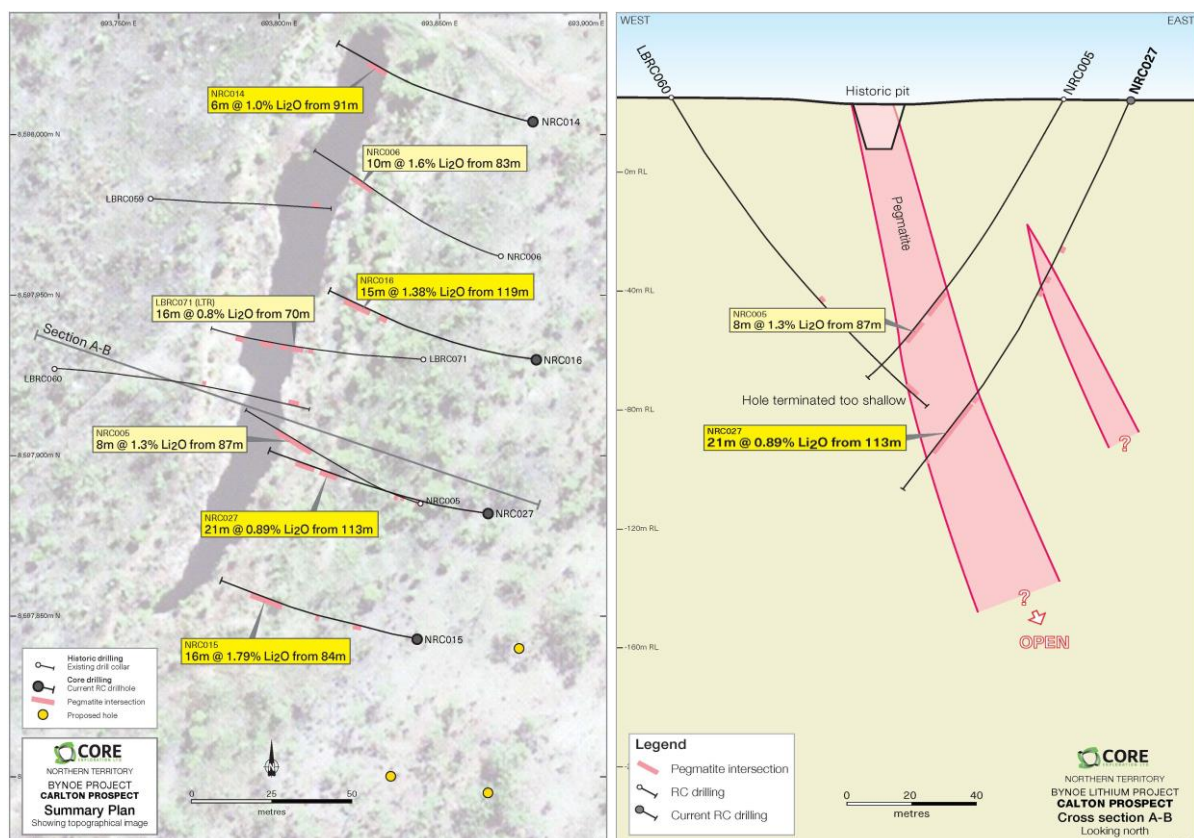 693,750m E
693,800m E
693,850m E
693,900m E
8,598,000m N
8,597,950m N
8,597,900m N
8,597,850m N
NRC014
6m @ 1.0% Li2O from 91m
NRC014
NRC006
10m @ 1.6% Li2O from 83m
LBRC059
NRC006
NRC016
15m @ 1.38% Li2O from 119m
LBRC071 (LTR)
16m @ 0.8% Li2O from 70m
Section A-B
LBRC071
NRC016
LBRC060
NRC005
8m @ 1.3% Li2O from 87m
NRC005
NRC027
NRC027
21m @ 0.89% Li2O from 113m
NRC015
NRC015
16m @ 1.79% Li2O from 84m
Historic drilling
Existing drill collar
Core drilling
Current RC drillhole
Pegmatite intersection
Proposed hole
CORE
EXPLORATION LTD
NORTHERN TERRITORY
BYNOE PROJECT
CARLTON PROSPECT
Summary Plan
Showing topographical image
N
0 25 50
metres
WEST
EAST
LBRC060
NRC005
NRC027
Historic pit
Pegmatite
0m RL
-40m RL
-80m RL
-120m RL
-160m RL
NRC005
8m @ 1.3% Li2O from 87m
Hole terminated too shallow
NRC027
21m @ 0.89% Li2O from 113m
?
?
OPEN
Legend
Pegmatite intersection
RC drilling
Current RC drilling
0 20 40
metres
CORE
EXPLORATION LTD
NORTHERN TERRITORY
BYNOE LITHIUM PROJECT
CALTON PROSPECT
Cross section A-B
Looking north